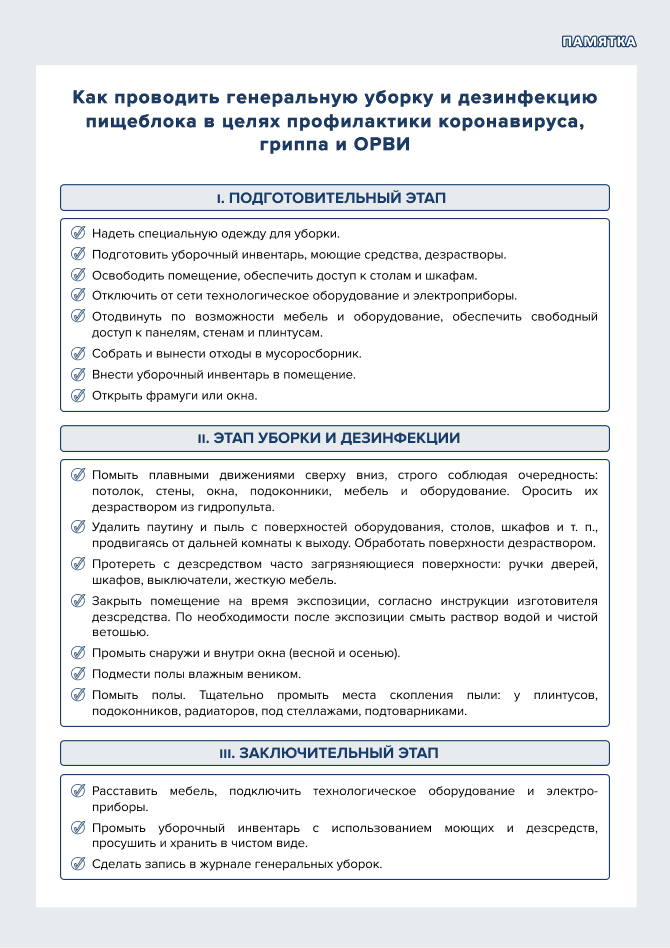 ПАМЯТКА
Как проводить генеральную уборку и дезинфекцию
пищеблока в целях профилактики коронавируса,
гриппа и ОРВИ
I. ПОДГОТОВИТЕЛЬНЫЙ ЭТАП
Надеть специальную одежду для уборки.
Подготовить уборочный инвентарь, моющие средства, дезрастворы.
Освободить помещение, обеспечить доступ к столам и шкафам.
Отключить от сети технологическое оборудование и электроприборы.
Отодвинуть по возможности мебель и оборудование, обеспечить свободный
доступ к панелям, стенам и плинтусам.
Собрать и вынести отходы в мусоросборник.
Внести уборочный инвентарь в помещение.
Открыть фрамуги или окна.
II. ЭТАП УБОРКИ И ДЕЗИНФЕКЦИИ
Помыть плавными движениями сверху вниз, строго соблюдая очередность:
потолок, стены, окна, подоконники, мебель и оборудование. Оросить их
дезраствором из гидропульта.
Удалить паутину и пыль с поверхностей оборудования, столов, шкафов и т. п.,
продвигаясь от дальней комнаты к выходу. Обработать поверхности дезраствором.
Протереть с дезсредством часто загрязняющиеся поверхности: ручки дверей,
шкафов, выключатели, жесткую мебель.
Закрыть помещение на время экспозиции, согласно инструкции изготовителя
дезсредства. По необходимости после экспозиции смыть раствор водой и чистой
ветошью.
Промыть снаружи и внутри окна (весной и осенью).
Подмести полы влажным веником.
Помыть полы. Тщательно промыть места скопления пыли: у плинтусов,
подоконников, радиаторов, под стеллажами, подтоварниками.
III. ЗАКЛЮЧИТЕЛЬНЫЙ ЭТАП
Расставить мебель, подключить технологическое оборудование и электро-
приборы.
Промыть уборочный инвентарь с использованием моющих и дезсредств,
просушить и хранить в чистом виде.
Сделать запись в журнале генеральных уборок.